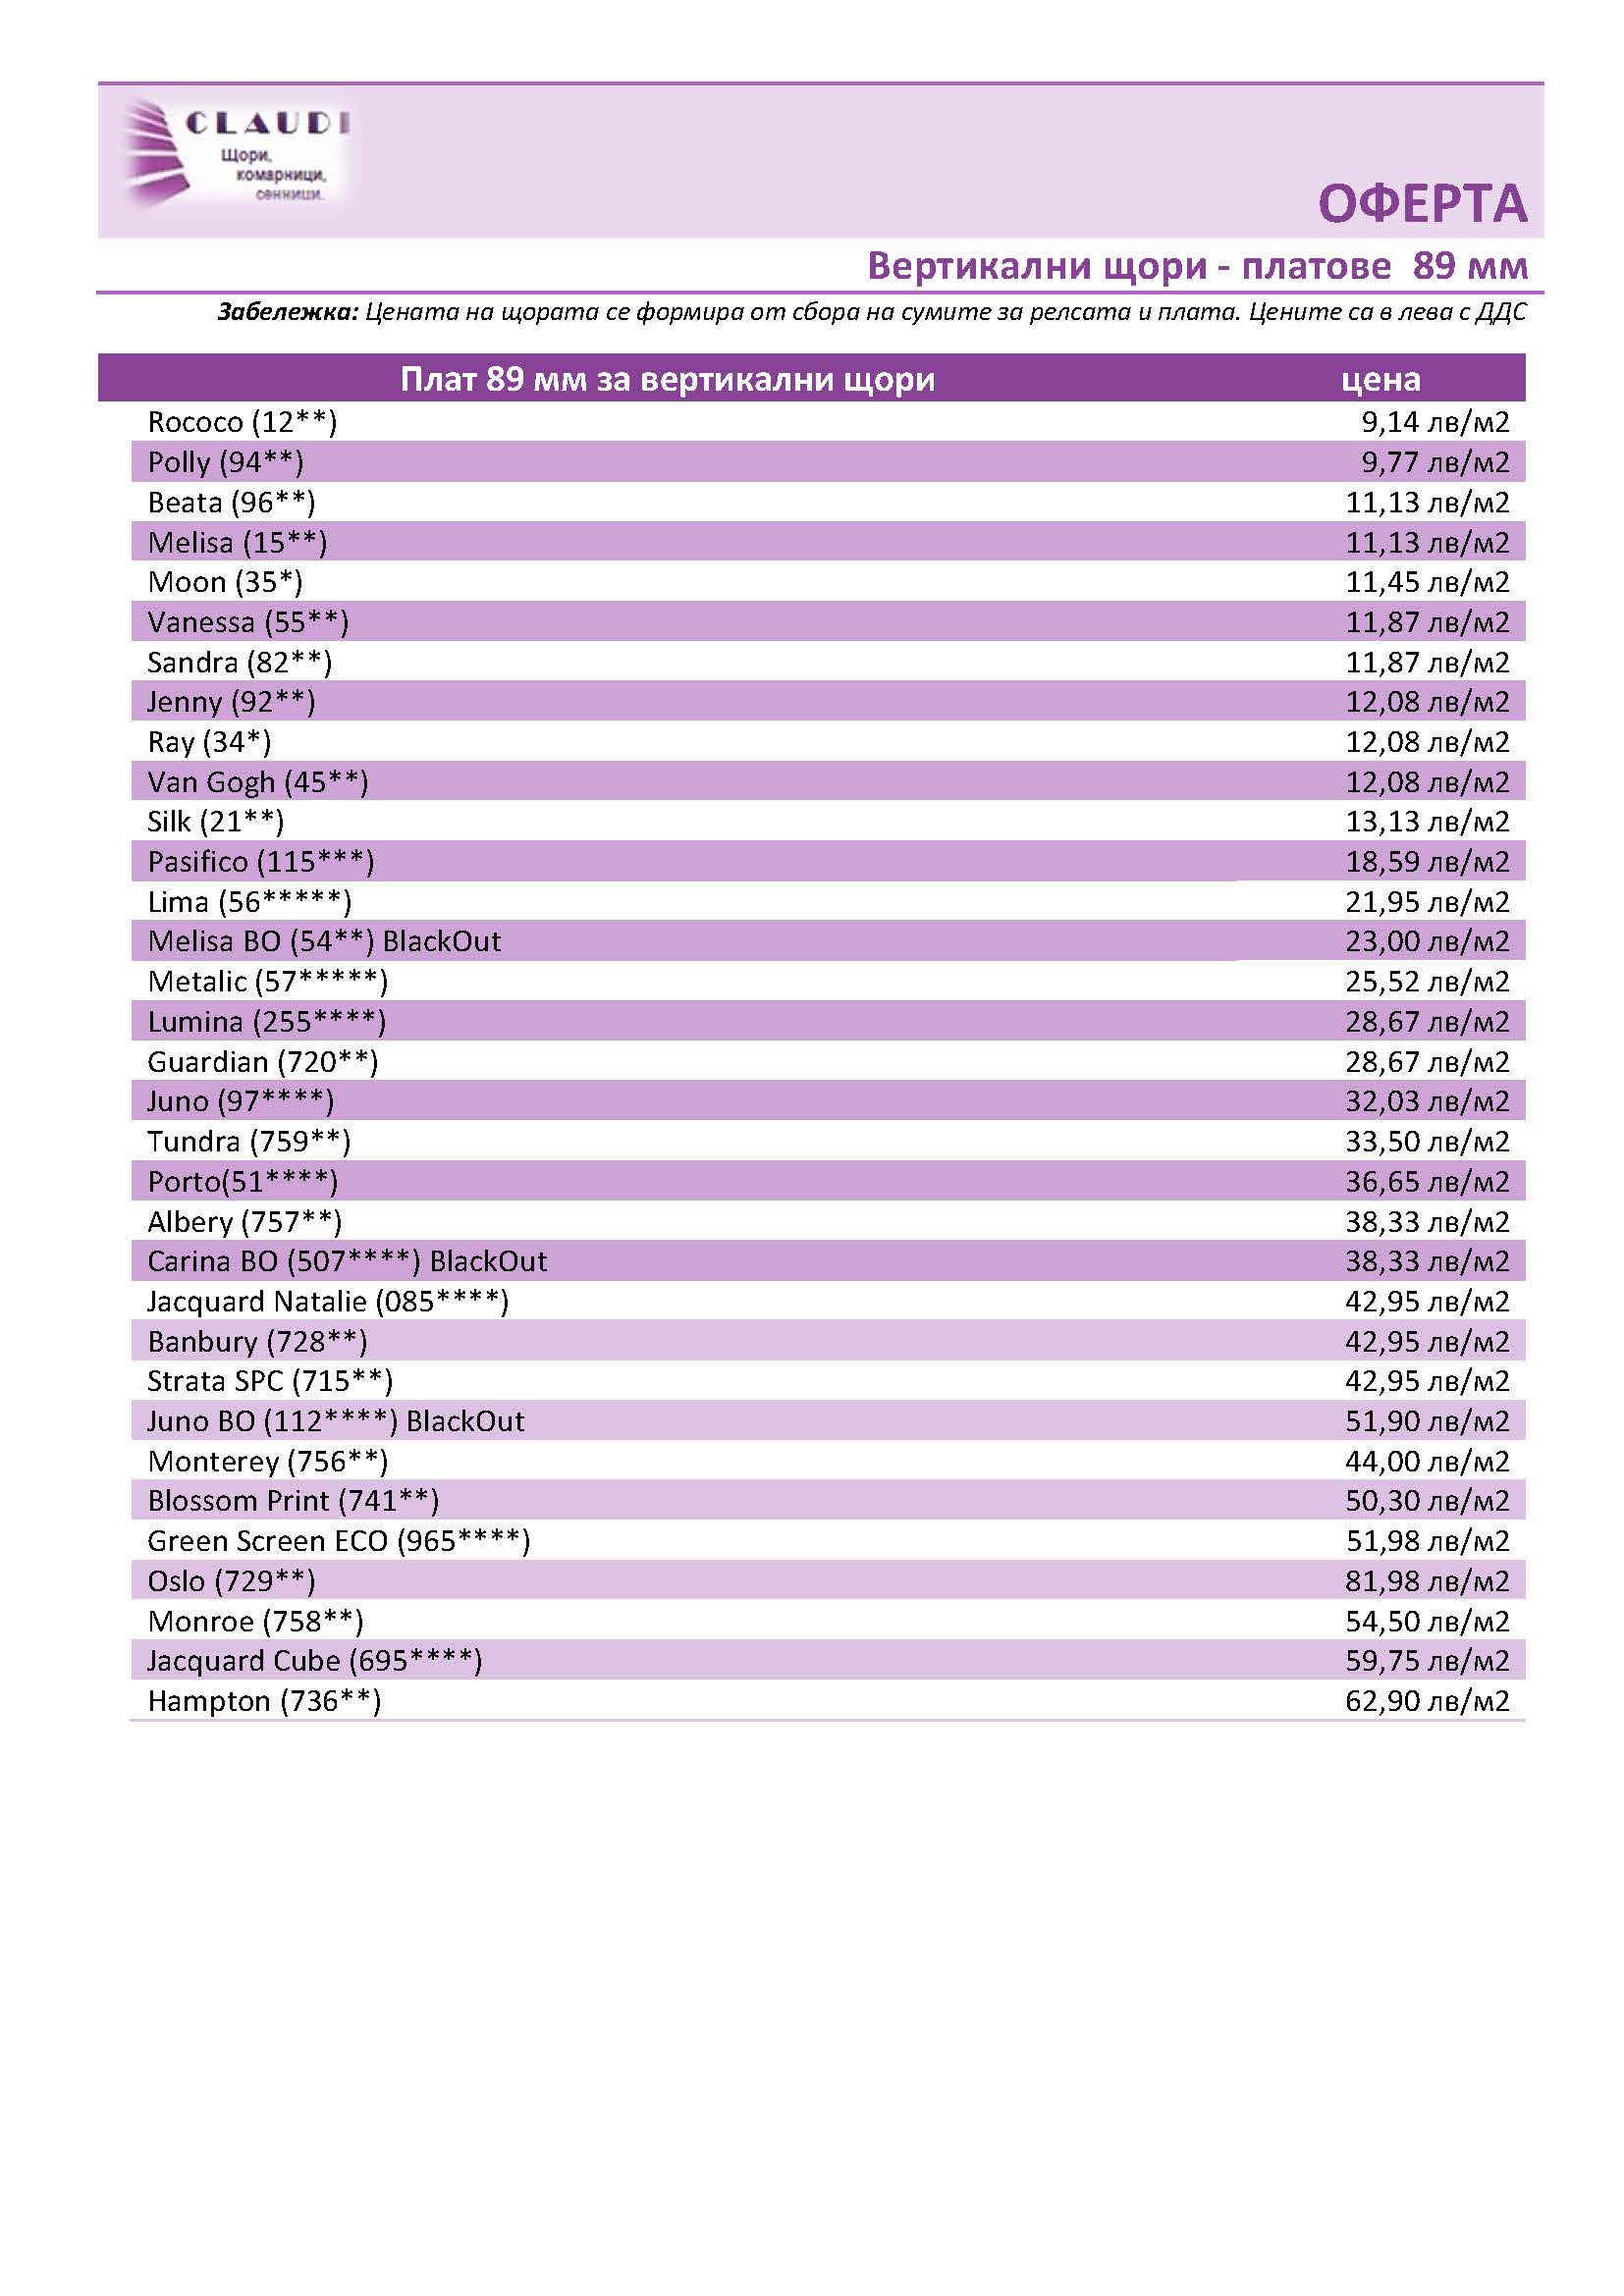 CLAUDI
Щори,
комарници,
сенници.
ОФЕРТА
Вертикални щори - платове 89 мм
Забележка: Цената на щората се формира от сбора на сумите за релсата и плата. Цените са в лева с ДДС
Плат 89 мм за вертикални щори цена
Rococo (12**) 9,14 лв/м2
Polly (94**) 9,77 лв/м2
Beata (96**) 11,13 лв/м2
Melisa (15**) 11,13 лв/м2
Moon (35*) 11,45 лв/м2
Vanessa (55**) 11,87 лв/м2
Sandra (82**) 11,87 лв/м2
Jenny (92**) 12,08 лв/м2
Ray (34*) 12,08 лв/м2
Van Gogh (45**) 12,08 лв/м2
Silk (21**) 13,13 лв/м2
Pasifico (115***) 18,59 лв/м2
Lima (56*****) 21,95 лв/м2
Melisa BO (54**) BlackOut 23,00 лв/м2
Metalic (57*****) 25,52 лв/м2
Lumina (255****) 28,67 лв/м2
Guardian (720**) 28,67 лв/м2
Juno (97****) 32,03 лв/м2
Tundra (759**) 33,50 лв/м2
Porto(51****) 36,65 лв/м2
Albery (757**) 38,33 лв/м2
Carina BO (507****) BlackOut 38,33 лв/м2
Jacquard Natalie (085****) 42,95 лв/м2
Banbury (728**) 42,95 лв/м2
Strata SPC (715**) 42,95 лв/м2
Juno BO (112****) BlackOut 51,90 лв/м2
Monterey (756**) 44,00 лв/м2
Blossom Print (741**) 50,30 лв/м2
Green Screen ECO (965****) 51,98 лв/м2
Oslo (729**) 81,98 лв/м2
Monroe (758**) 54,50 лв/м2
Jacquard Cube (695****) 59,75 лв/м2
Hampton (736**) 62,90 лв/м2